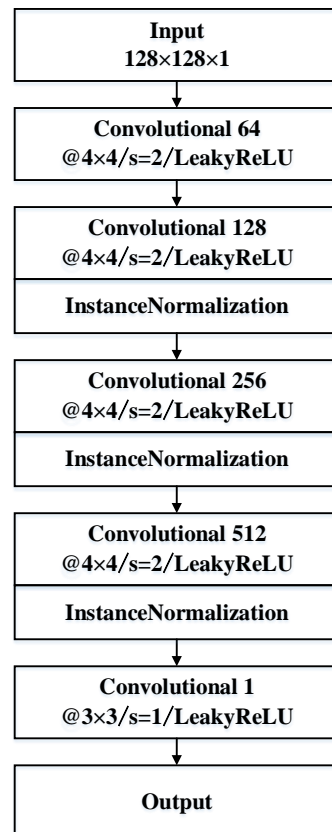 Input
128×128×1
Convolutional 64
@4×4/s=2/LeakyReLU
Convolutional 128
@4×4/s=2/LeakyReLU
InstanceNormalization
Convolutional 256
@4×4/s=2/LeakyReLU
InstanceNormalization
Convolutional 512
@4×4/s=2/LeakyReLU
InstanceNormalization
Convolutional 1
@3×3/s=1/LeakyReLU
Output